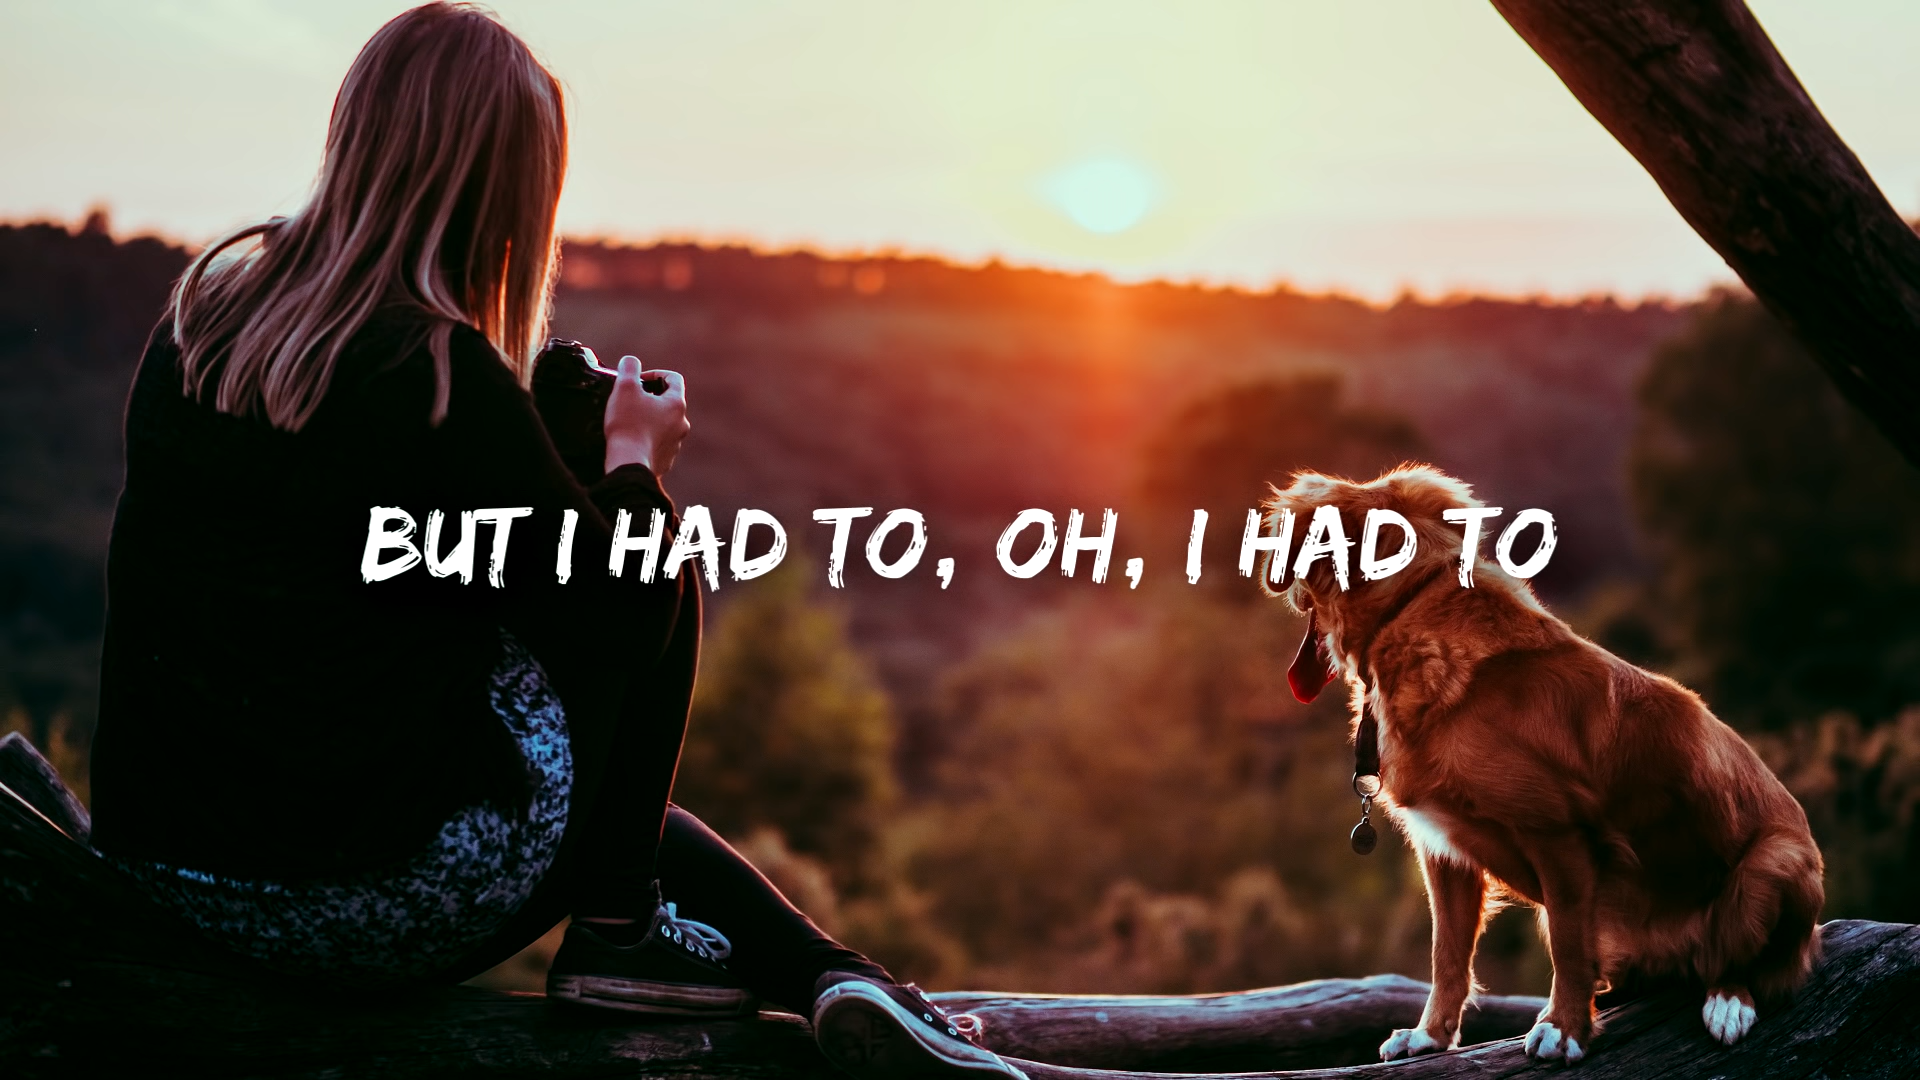 BUT I HAD TO, OH, I HAD TO